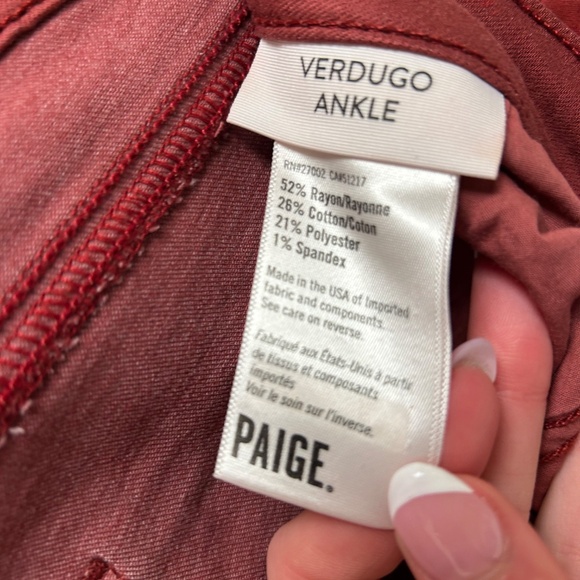 VERDUGO
ANKLE
RN#27002 CA#51217
52% Rayon/Rayonne
26% Cotton/Coton
21% Polyester
1% Spandex
Made in the USA of Imported
fabric and components.
See care on reverse.
Fabriqué aux États-Unis à partir
de tissus et composants
importés
Voir le soin sur l'inverse.
PAIGE.